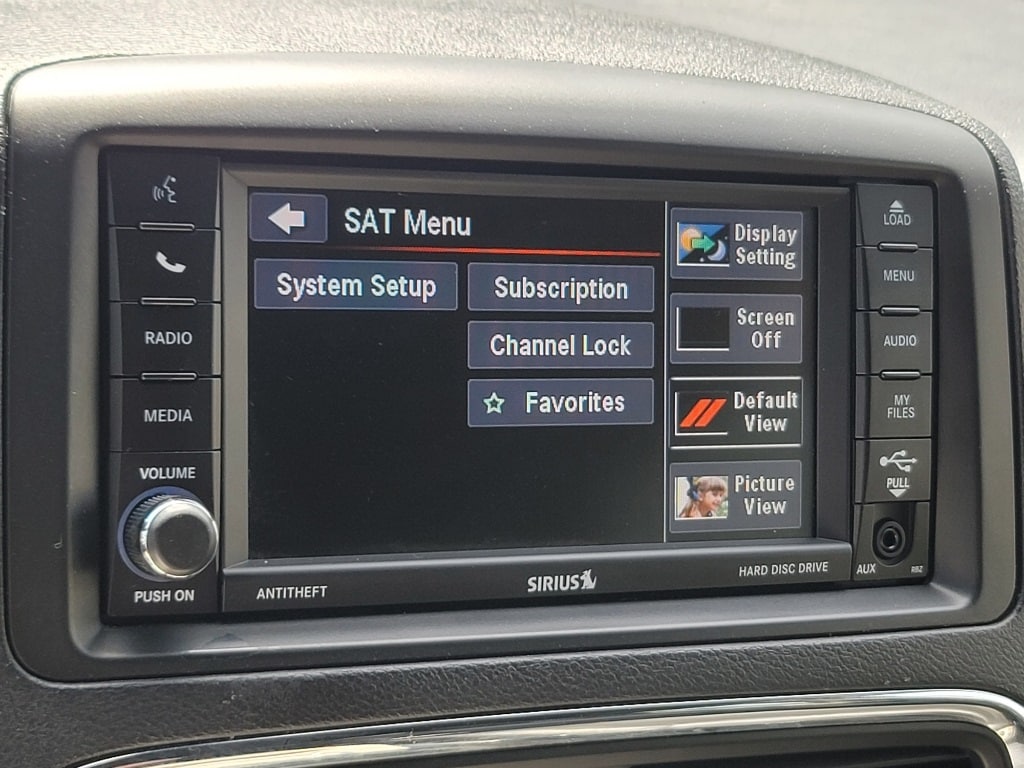 RADIO
MEDIA
VOLUME
PUSH ON
SAT Menu
System Setup
Subscription
Channel Lock
Favorites
Display
Setting
Screen
Off
Default
View
Picture
View
ANTITHEFT
SIRIUS
HARD DISC DRIVE
LOAD
MENU
AUDIO
MY
FILES
PULL
AUX
RBZ